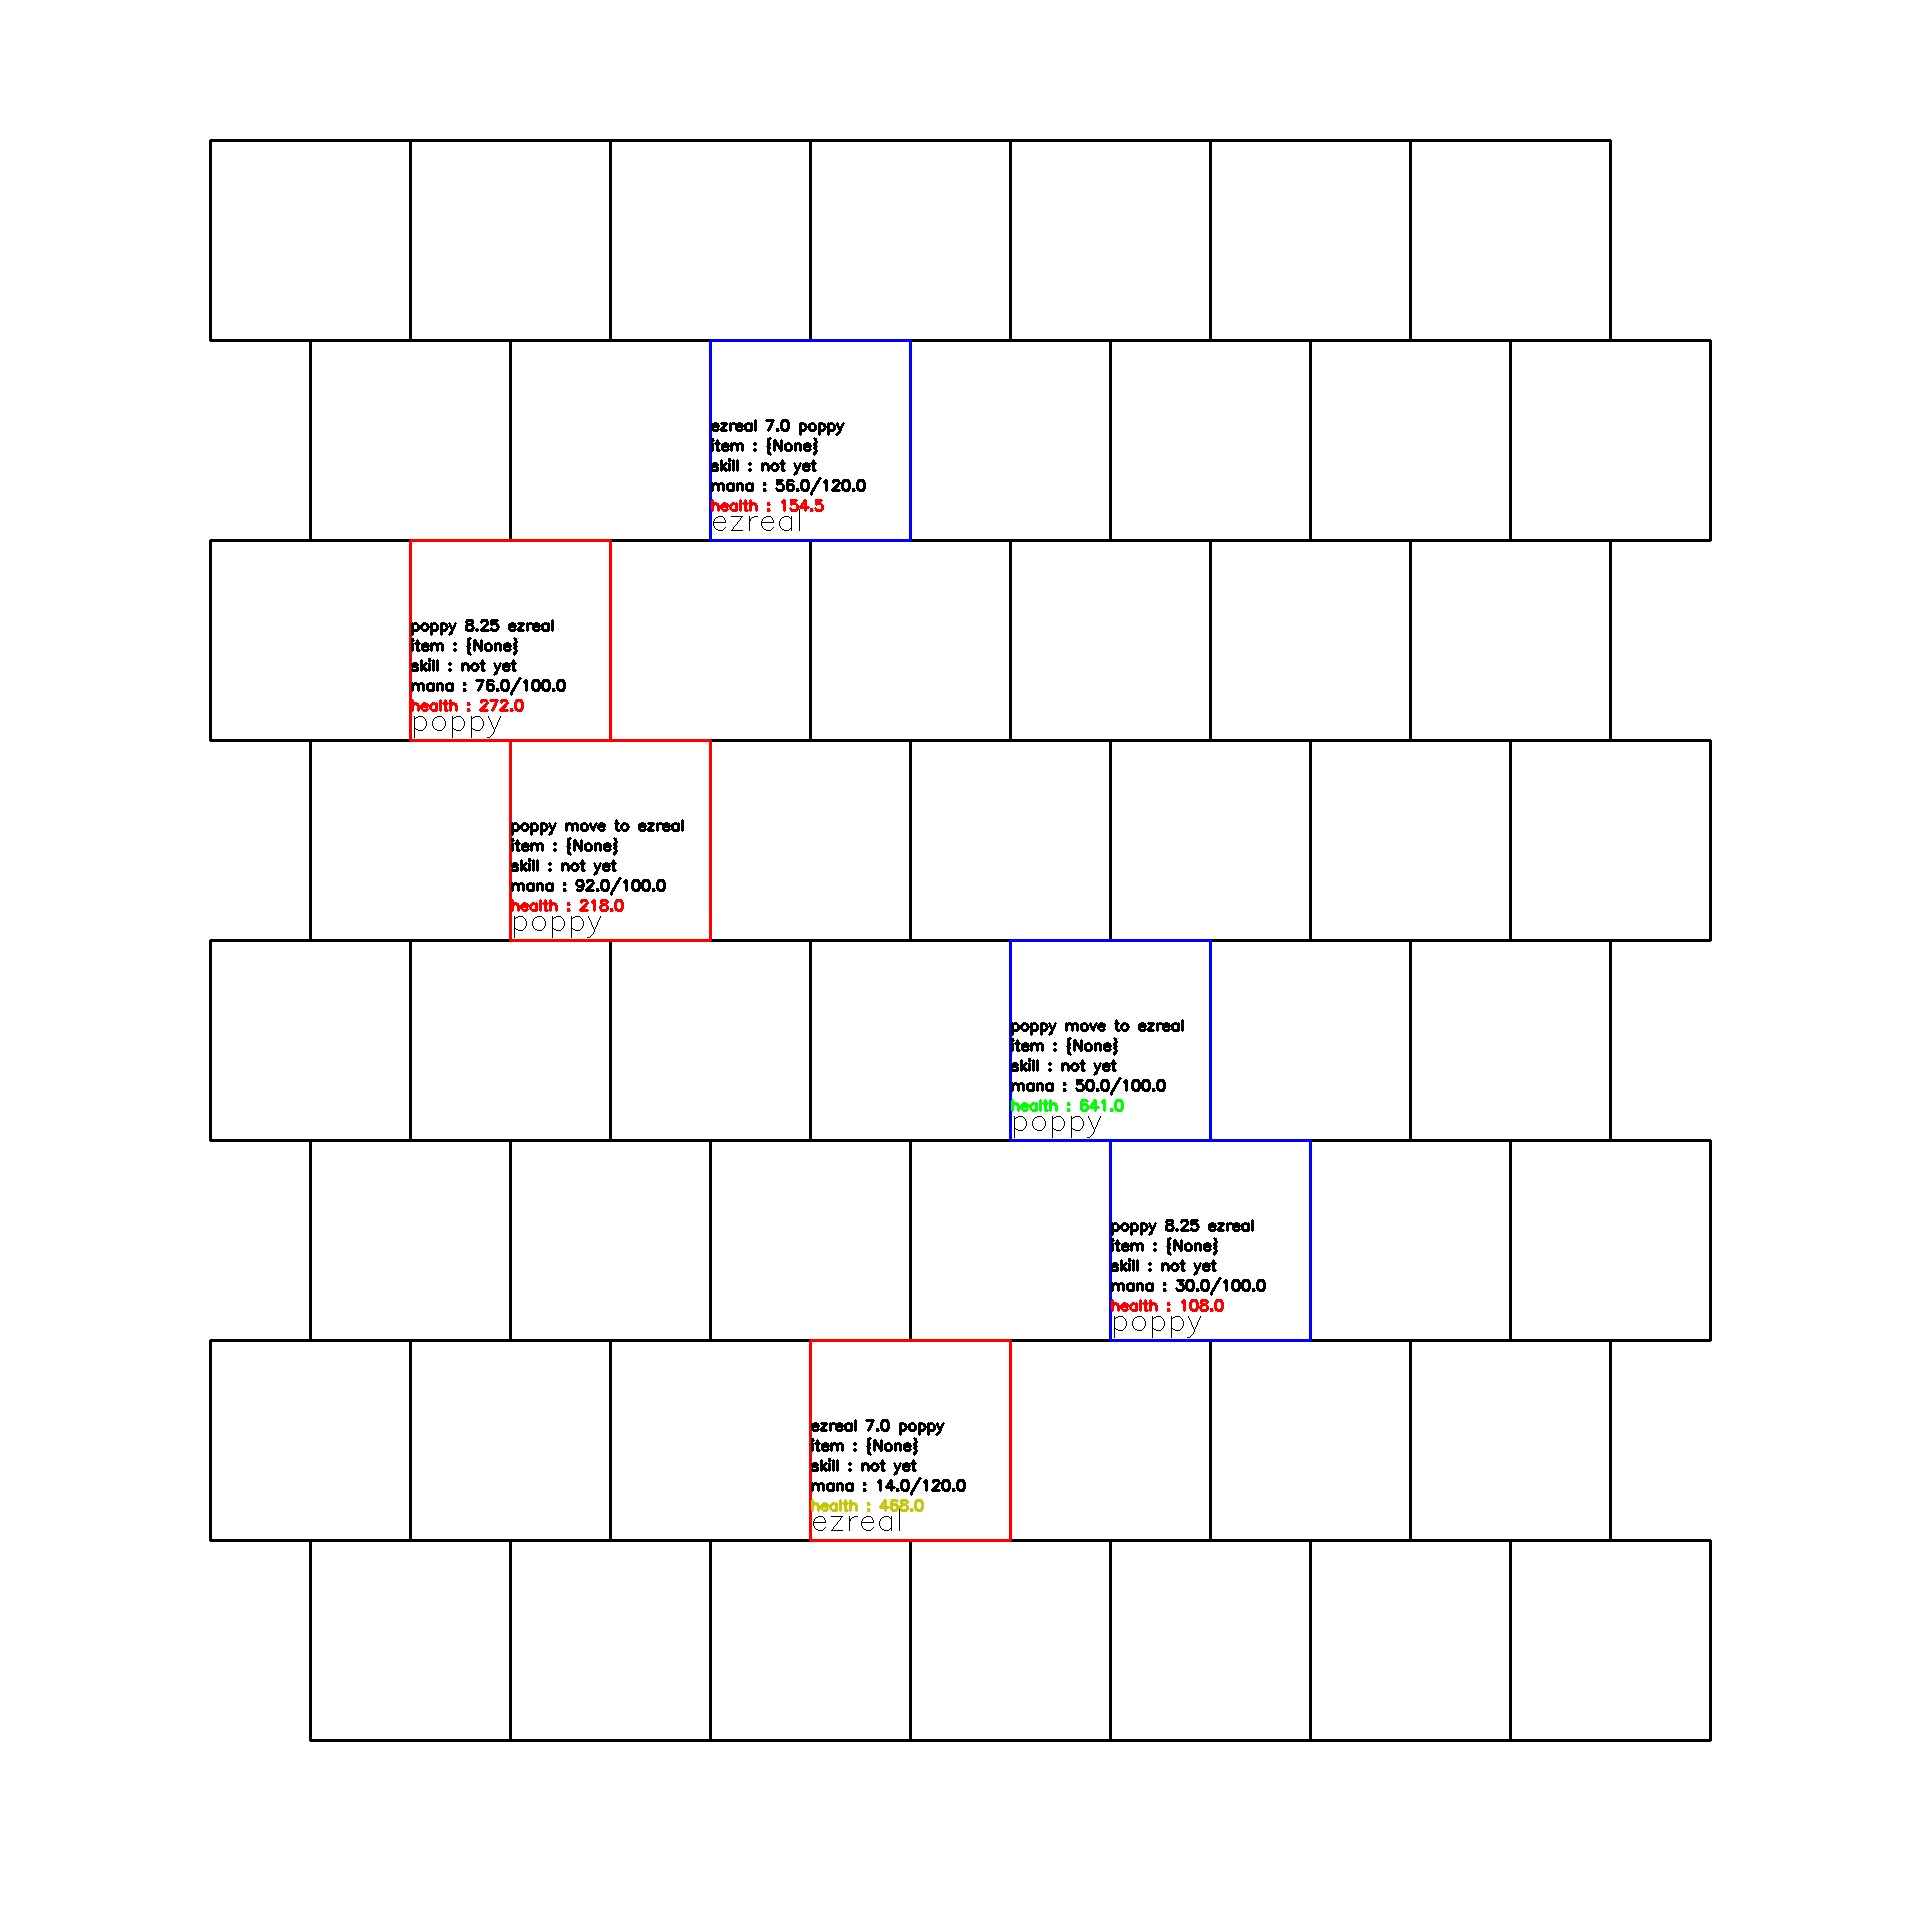 ezreal 7.0 poppy
item : {None}
skill : not yet
mana : 56.0/120.0
health : 154.5
ezreal
poppy 8.25 ezreal
item : {None}
skill : not yet
mana : 76.0/100.0
health : 272.0
poppy
poppy move to ezreal
item : {None}
skill : not yet
mana : 92.0/100.0
health : 218.0
poppy
poppy move to ezreal
item : {None}
skill : not yet
mana : 50.0/100.0
health : 641.0
poppy
poppy 8.25 ezreal
item : {None}
skill : not yet
mana : 30.0/100.0
health : 108.0
poppy
ezreal 7.0 poppy
item : {None}
skill : not yet
mana : 14.0/120.0
health : 468.0
ezreal